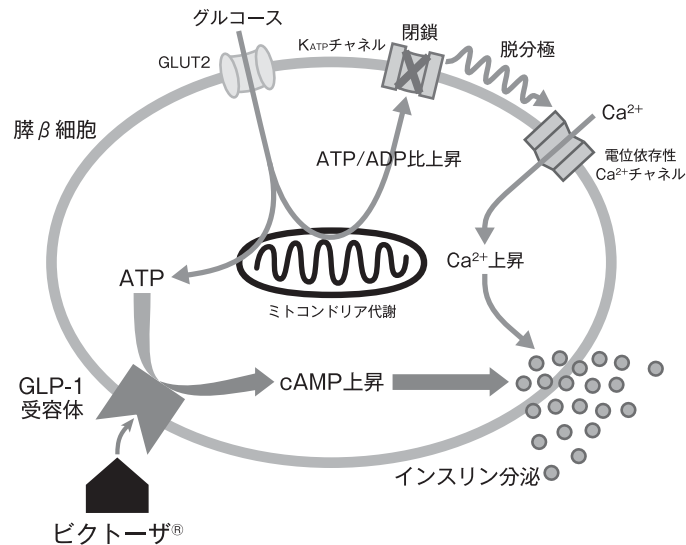 グルコース
GLUT2
KATPチャネル
閉鎖
脱分極
Ca²⁺
膵β細胞
電位依存性
Ca²⁺チャネル
ATP/ADP比上昇
ATP
Ca²⁺上昇
ミトコンドリア代謝
GLP-1
受容体
cAMP上昇
インスリン分泌
ビクトーザ®